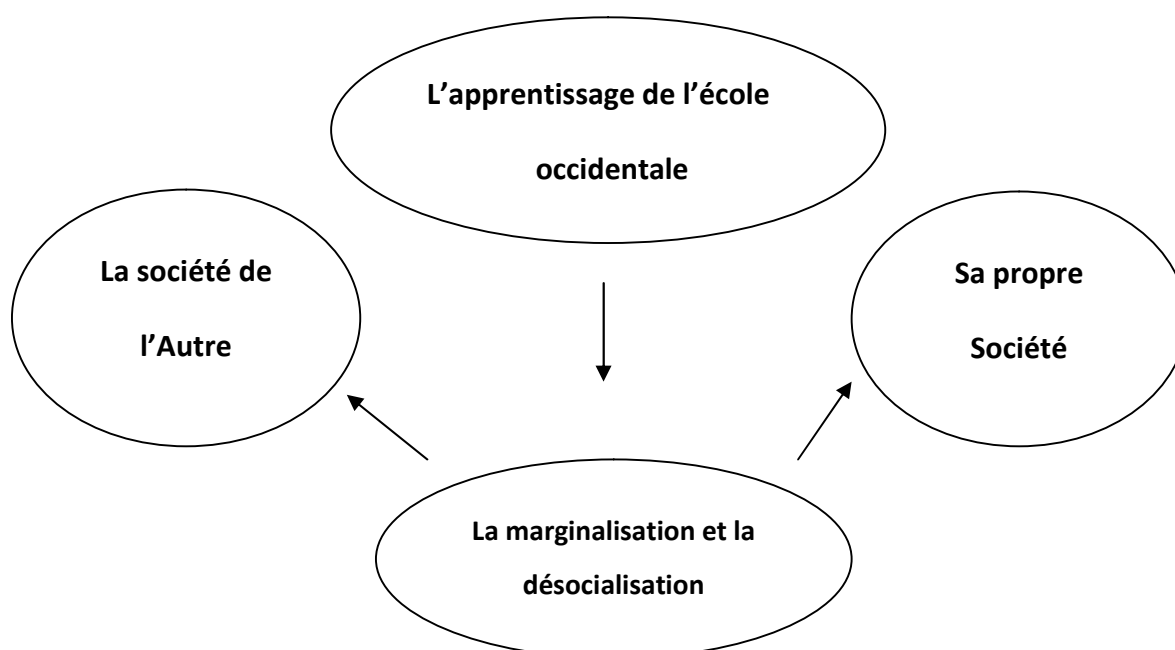 L’apprentissage de l’école
occidentale
La société de
l’Autre
Sa propre
Société
La marginalisation et la
désocialisation